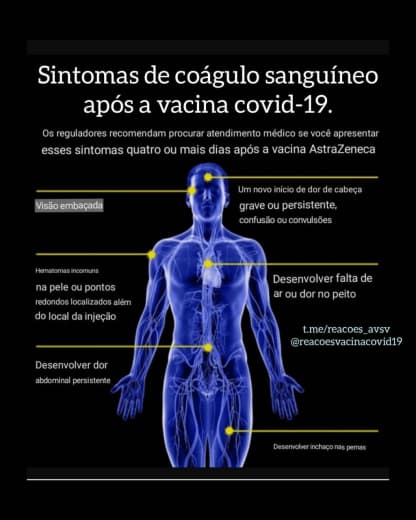 Sintomas de coágulo sanguíneo
após a vacina covid-19.
Os reguladores recomendam procurar atendimento médico se você apresentar
esses sintomas quatro ou mais dias após a vacina AstraZeneca
Visão embaçada
Um novo início de dor de cabeça
grave ou persistente,
confusão ou convulsões
Hematomas incomuns
na pele ou pontos
redondos localizados além
do local da injeção
Desenvolver falta de
ar ou dor no peito
t.me/reacoes_avsv
@reacoesvacinacovid19
Desenvolver dor
abdominal persistente
Desenvolver inchaço nas pernas